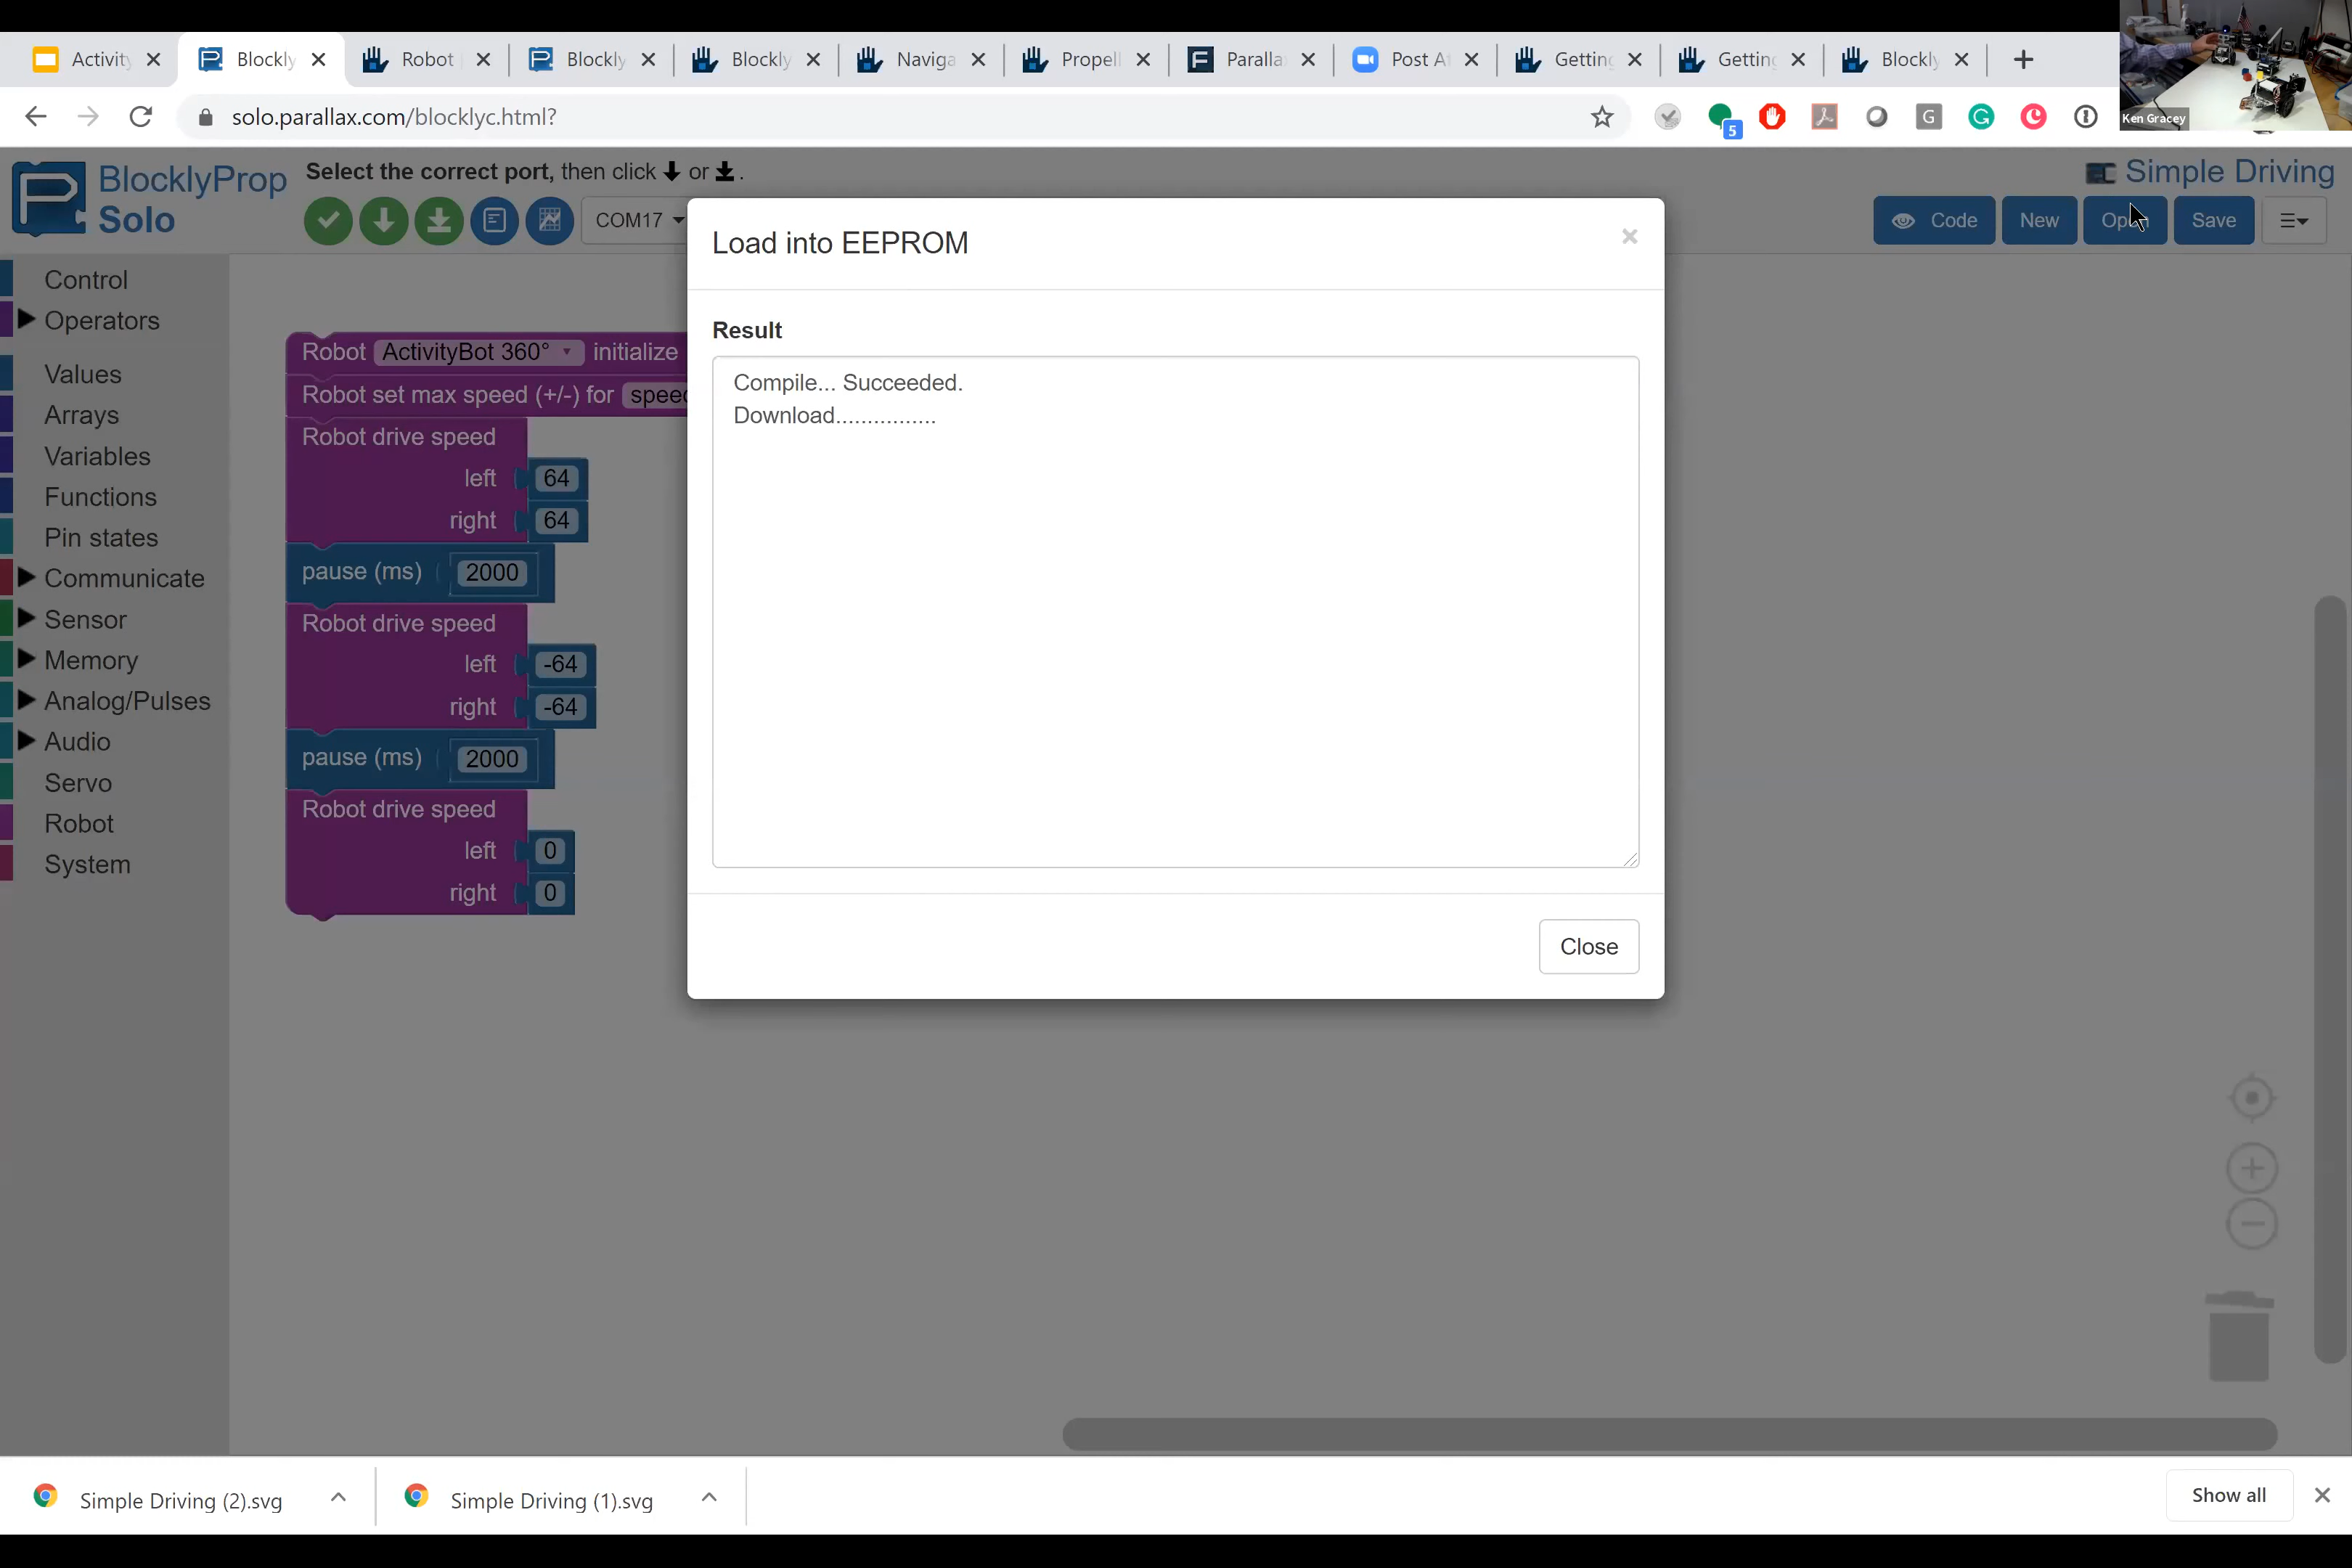 Activity
Blockly
Robot
Blockly
Blockly
Naviga
Propell
Paralla
Post A
Getting
Getting
Blockly
solo.parallax.com/blocklyc.html?
5
G
Ken Gracey
BlocklyProp
Solo
Select the correct port, then click or .
COM17
Simple Driving
Code
New
Open
Save
Control
Operators
Values
Arrays
Variables
Functions
Pin states
Communicate
Sensor
Memory
Analog/Pulses
Audio
Servo
Robot
System
Robot ActivityBot 360° initialize
Robot set max speed (+/-) for speed
Robot drive speed
left 64
right 64
pause (ms) 2000
Robot drive speed
left -64
right -64
pause (ms) 2000
Robot drive speed
left 0
right 0
Load into EEPROM
×
Result
Compile... Succeeded.
Download................
Close
Simple Driving (2).svg
Simple Driving (1).svg
Show all